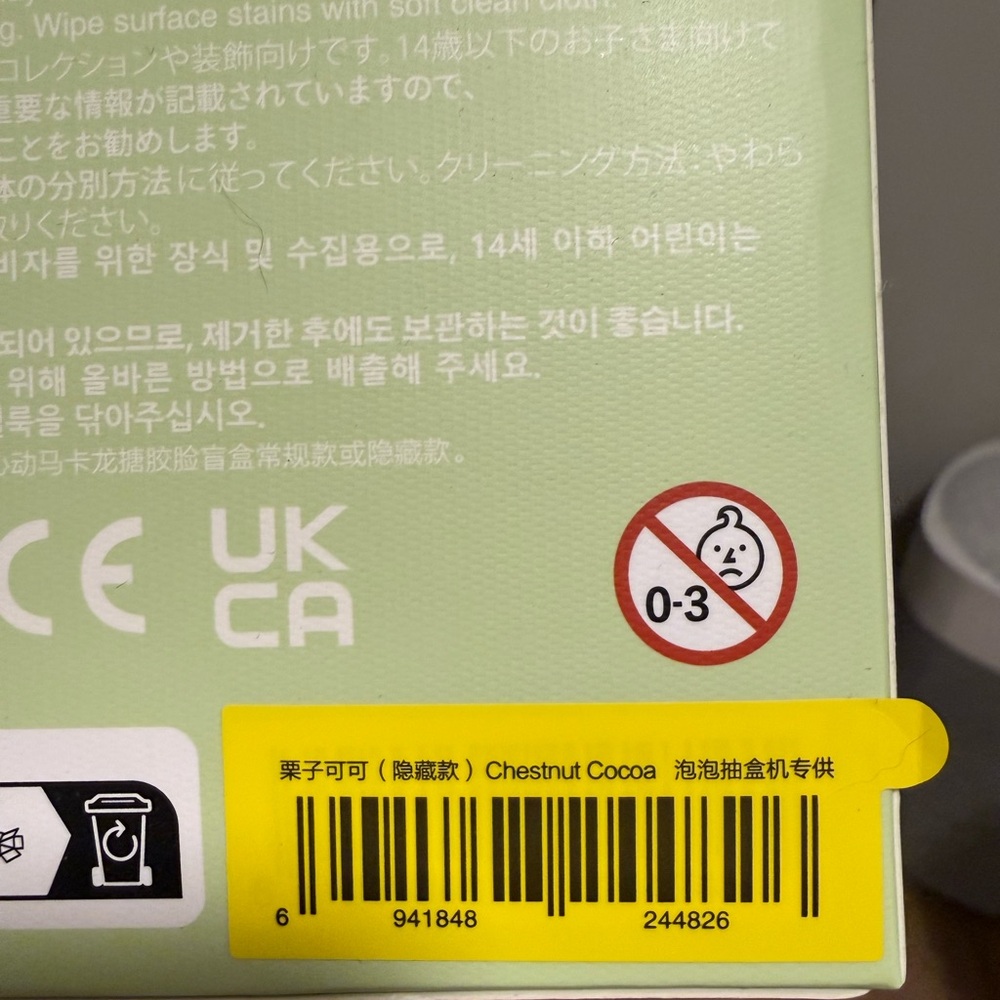 g. Wipe surface stains with soft clean cloth.
コレクションや装飾向けです。14歳以下のお子さま向けで
重要な情報が記載されていますので、
ことをお勧めします。
体の分別方法に従ってください。クリーニング方法：やわら
取りください。
비자를 위한 장식 및 수집용으로, 14세 이하 어린이는
되어 있으므로, 제거한 후에도 보관하는 것이 좋습니다.
위해 올바른 방법으로 배출해 주세요.
얼룩을 닦아주십시오.
心动马卡龙搪胶脸盲盒常规款或隐藏款。
CE UK
CA
0-3
栗子可可（隐藏款）Chestnut Cocoa 泡泡抽盒机专供
6 941848 244826